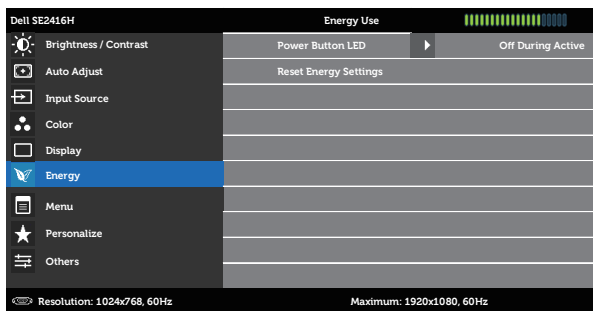 Dell SE2416H Energy Use
Brightness / Contrast Power Button LED Off During Active
Auto Adjust Reset Energy Settings
Input Source
Color
Display
Energy
Menu
Personalize
Others
Resolution: 1024x768, 60Hz Maximum: 1920x1080, 60Hz